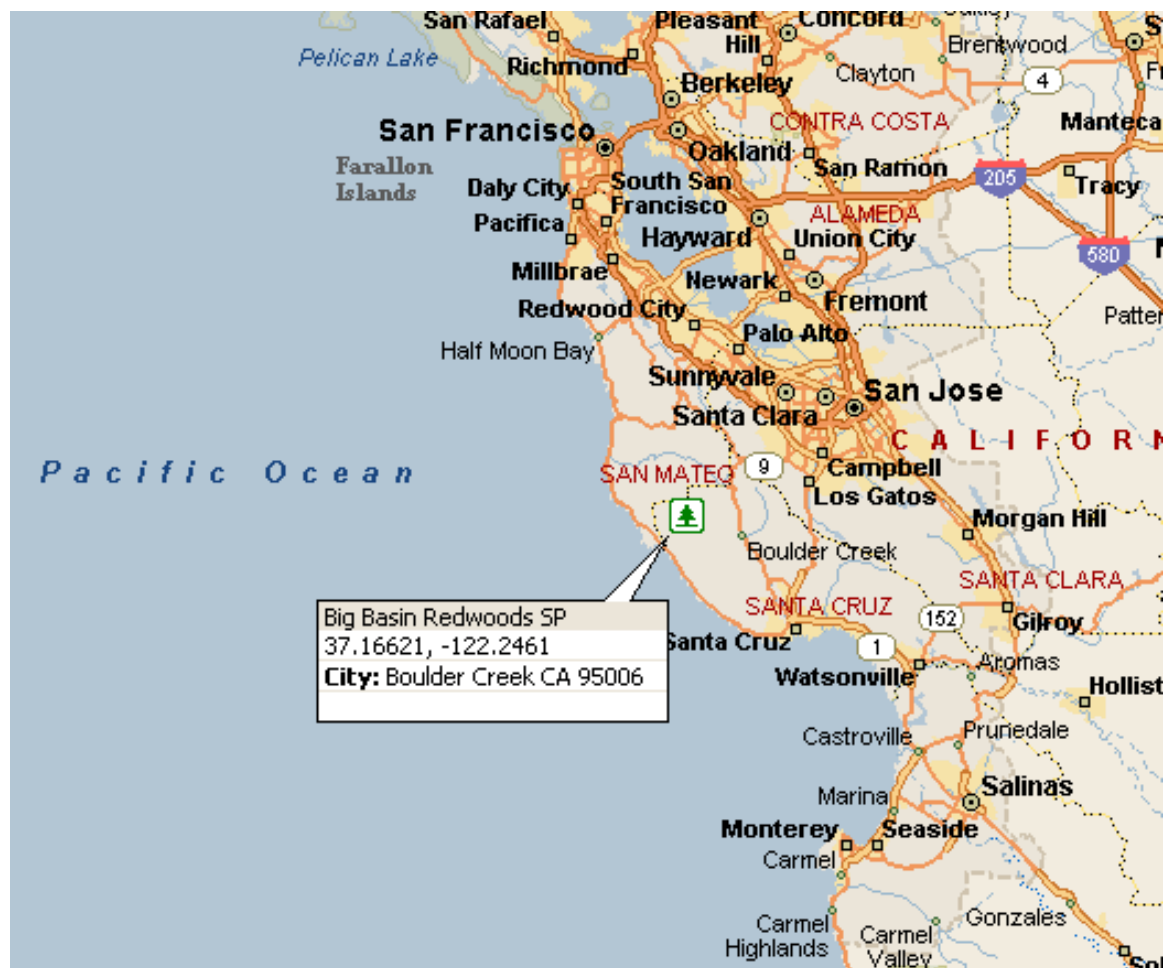 San Rafael
Pleasant
Hill
Concord
Pelican Lake
Richmond
Brentwood
Clayton
4
Berkeley
CONTRA COSTA
Manteca
San Francisco
Oakland
Farallon
Islands
San Ramon
205
Tracy
Daly City
South San
Francisco
ALAMEDA
Pacifica
Hayward
Union City
580
Millbrae
Newark
Redwood City
Fremont
Patter
Palo Alto
Half Moon Bay
Sunnyvale
San Jose
Santa Clara
CALIFORN
Pacific Ocean
SAN MATEO
9
Campbell
Los Gatos
Morgan Hill
Boulder Creek
SANTA CLARA
Big Basin Redwoods SP
37.16621, -122.2461
City: Boulder Creek CA 95006
SANTA CRUZ
152
Gilroy
Santa Cruz
1
Aromas
Watsonville
Hollist
Castroville
Prunedale
Salinas
Marina
Monterey
Seaside
Carmel
Gonzales
Carmel
Highlands
Carmel
Valley